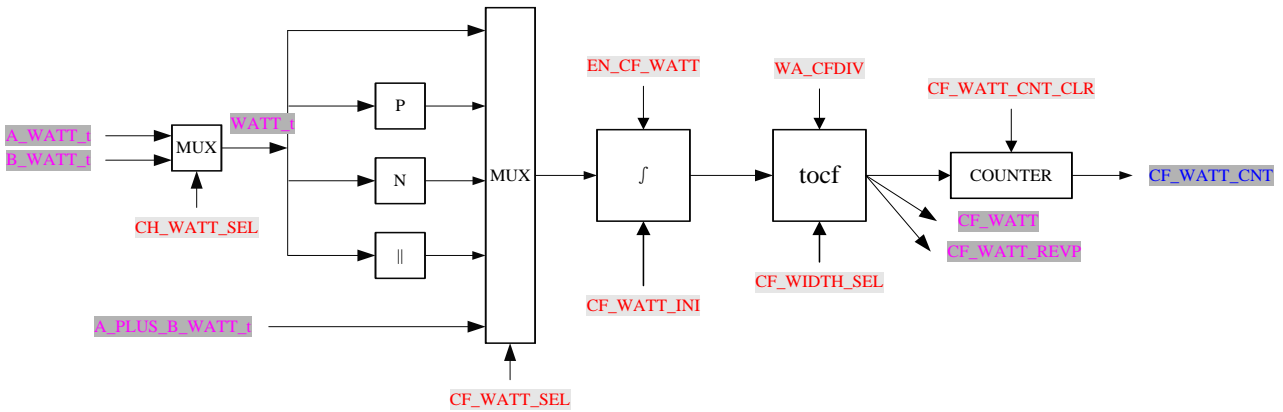 EN_CF_WATT
WA_CFDIV
CF_WATT_CNT_CLR
P
A_WATT_t
WATT_t
MUX
B_WATT_t
N
MUX
∫
tocf
COUNTER
CF_WATT_CNT
CH_WATT_SEL
CF_WATT
||
CF_WATT_REVP
CF_WIDTH_SEL
CF_WATT_INI
A_PLUS_B_WATT_t
CF_WATT_SEL